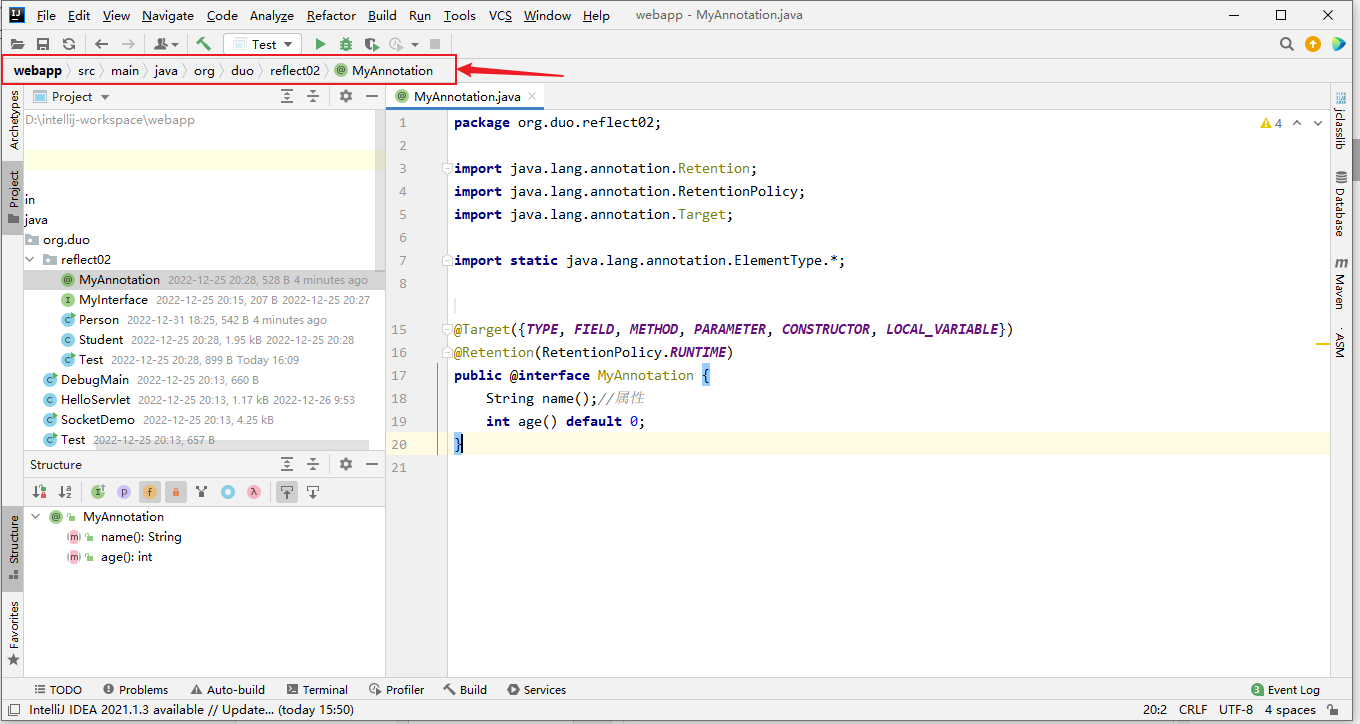 File Edit View Navigate Code Analyze Refactor Build Run Tools VCS Window Help webapp - MyAnnotation.java
Test
webapp src main java org duo reflect02 MyAnnotation
Project
MyAnnotation.java
D:\intellij-workspace\webapp
in
java
org.duo
reflect02
MyAnnotation 2022-12-25 20:28, 528 B 4 minutes ago
MyInterface 2022-12-25 20:15, 207 B 2022-12-25 20:27
Person 2022-12-31 18:25, 542 B 4 minutes ago
Student 2022-12-25 20:28, 1.95 kB 2022-12-25 20:28
Test 2022-12-25 20:28, 899 B Today 16:09
DebugMain 2022-12-25 20:13, 660 B
HelloServlet 2022-12-25 20:13, 1.17 kB 2022-12-26 9:53
SocketDemo 2022-12-25 20:13, 4.25 kB
Test 2022-12-25 20:13, 657 B
Structure
MyAnnotation
name(): String
age(): int
Archetypes
Project
Structure
Favorites
1 package org.duo.reflect02;
2
3 import java.lang.annotation.Retention;
4 import java.lang.annotation.RetentionPolicy;
5 import java.lang.annotation.Target;
6
7 import static java.lang.annotation.ElementType.*;
8
15 @Target({TYPE, FIELD, METHOD, PARAMETER, CONSTRUCTOR, LOCAL_VARIABLE})
16 @Retention(RetentionPolicy.RUNTIME)
17 public @interface MyAnnotation {
18 String name();//属性
19 int age() default 0;
20 }
21
4
jclasslib
Database
Maven
ASM
TODO Problems Auto-build Terminal Profiler Build Services 3 Event Log
IntelliJ IDEA 2021.1.3 available // Update... (today 15:50) 20:2 CRLF UTF-8 4 spaces